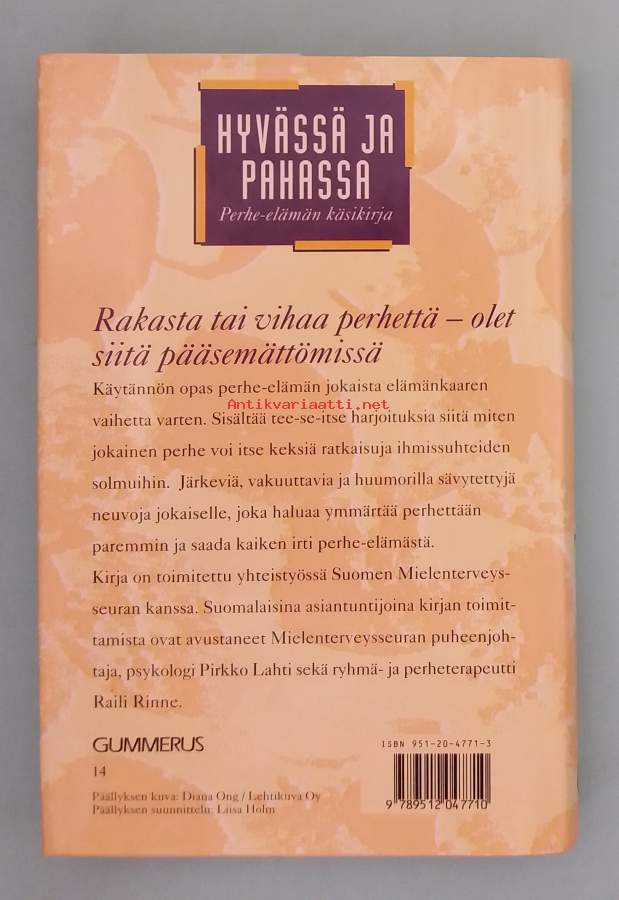 HYVÄSSÄ JA
PAHASSA
Perhe-elämän käsikirja
Rakasta tai vihaa perhettä – olet
siitä pääsemättömissä
Käytännön opas perhe-elämän jokaista elämänkaaren
Antikvariaatti.net
vaihetta varten. Sisältää tee-se-itse harjoituksia siitä miten
jokainen perhe voi itse keksiä ratkaisuja ihmissuhteiden
solmuihin. Järkeviä, vakuuttavia ja huumorilla sävytettyjä
neuvoja jokaiselle, joka haluaa ymmärtää perhettään
paremmin ja saada kaiken irti perhe-elämästä.
Kirja on toimitettu yhteistyössä Suomen Mielenterveys-
seuran kanssa. Suomalaisina asiantuntijoina kirjan toimit-
tamista ovat avustaneet Mielenterveysseuran puheenjoh-
taja, psykologi Pirkko Lahti sekä ryhmä- ja perheterapeutti
Raili Rinne.
GUMMERUS
14
Päällyksen kuva: Diana Ong / Lehtikuva Oy
Päällyksen suunnittelu: Liisa Holm
ISBN 951-20-4771-3
9 789512 047710